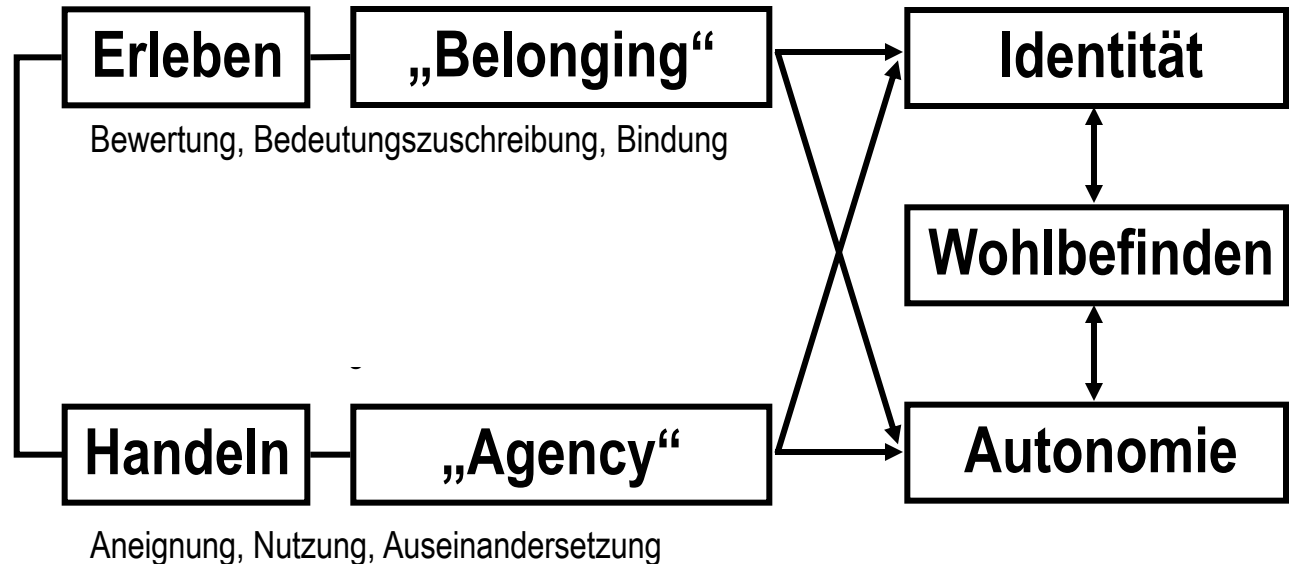 Erleben „Belonging“ Identität
Bewertung, Bedeutungszuschreibung, Bindung
Wohlbefinden
Handeln „Agency“ Autonomie
Aneignung, Nutzung, Auseinandersetzung